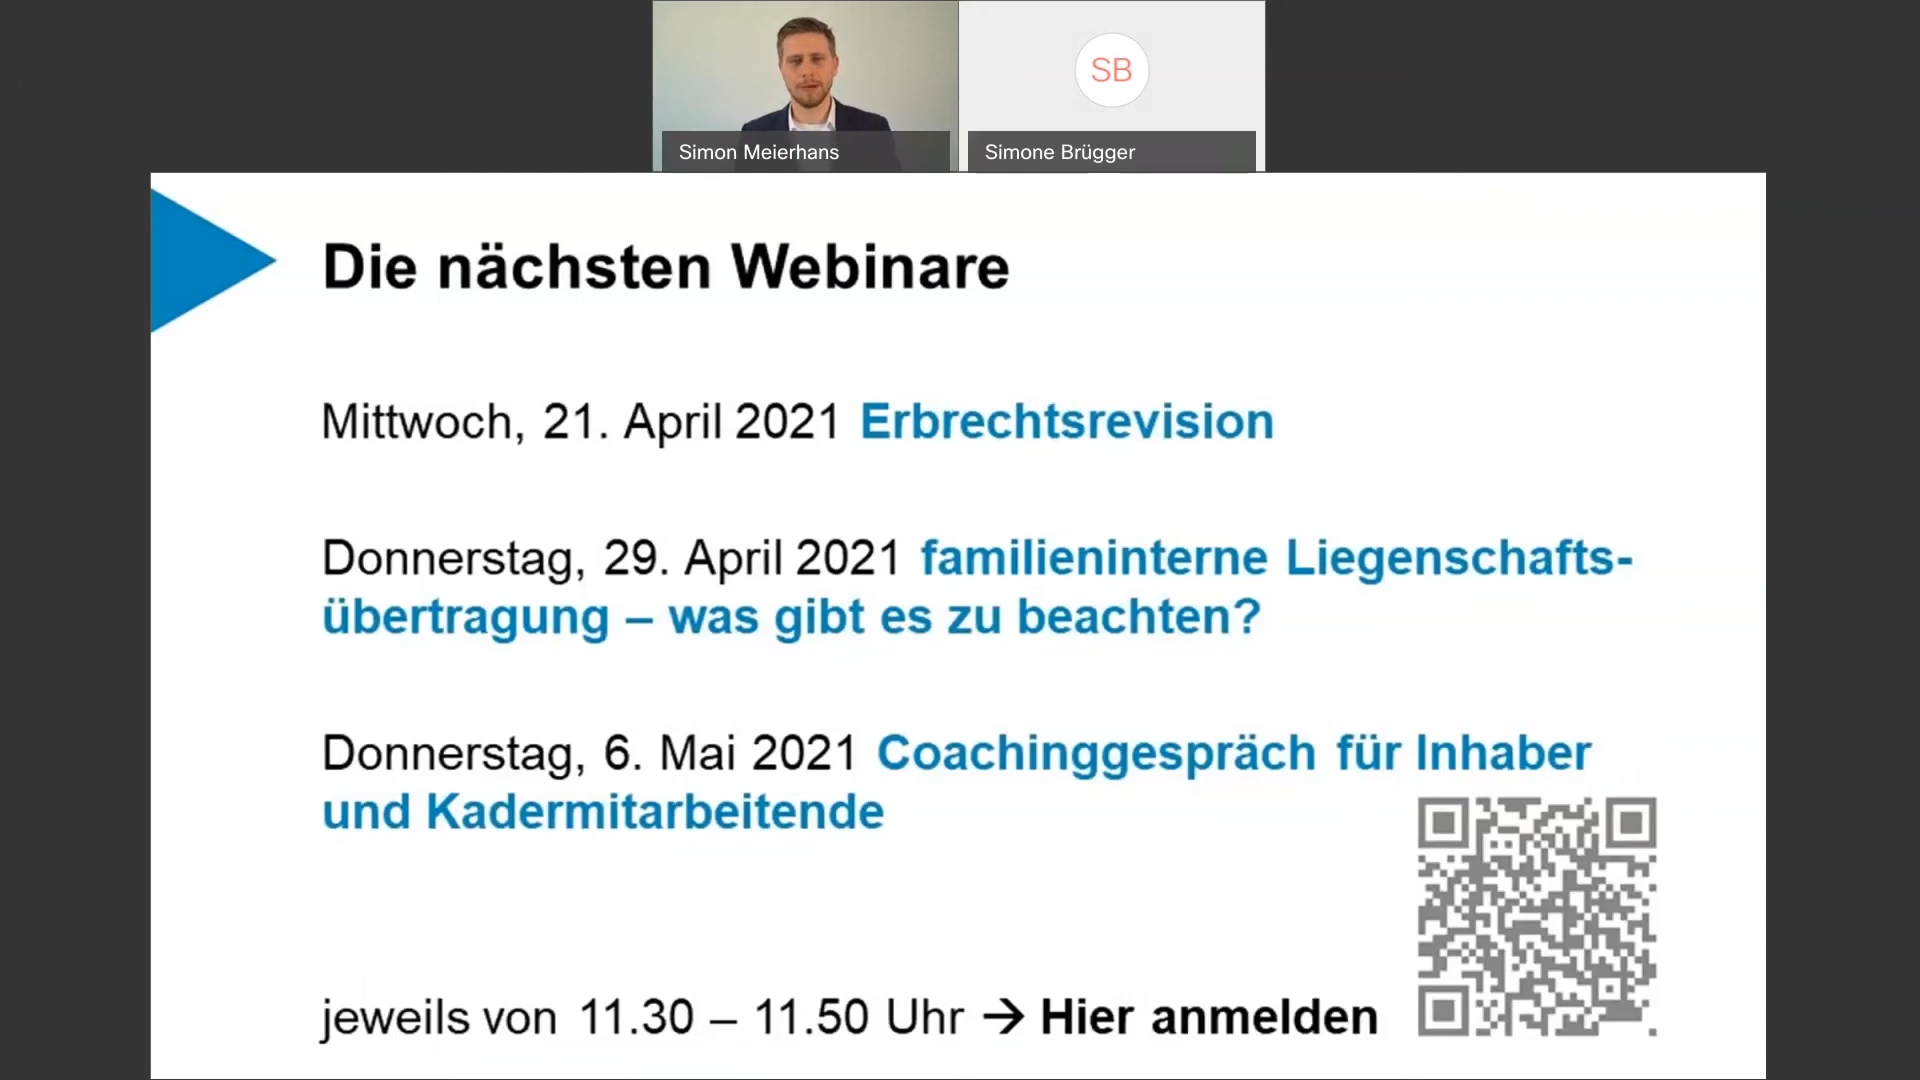 SB
Simon Meierhans
Simone Brügger
Die nächsten Webinare
Mittwoch, 21. April 2021 Erbrechtsrevision
Donnerstag, 29. April 2021 familieninterne Liegenschafts-
übertragung – was gibt es zu beachten?
Donnerstag, 6. Mai 2021 Coachinggespräch für Inhaber
und Kadermitarbeitende
jeweils von 11.30 – 11.50 Uhr → Hier anmelden